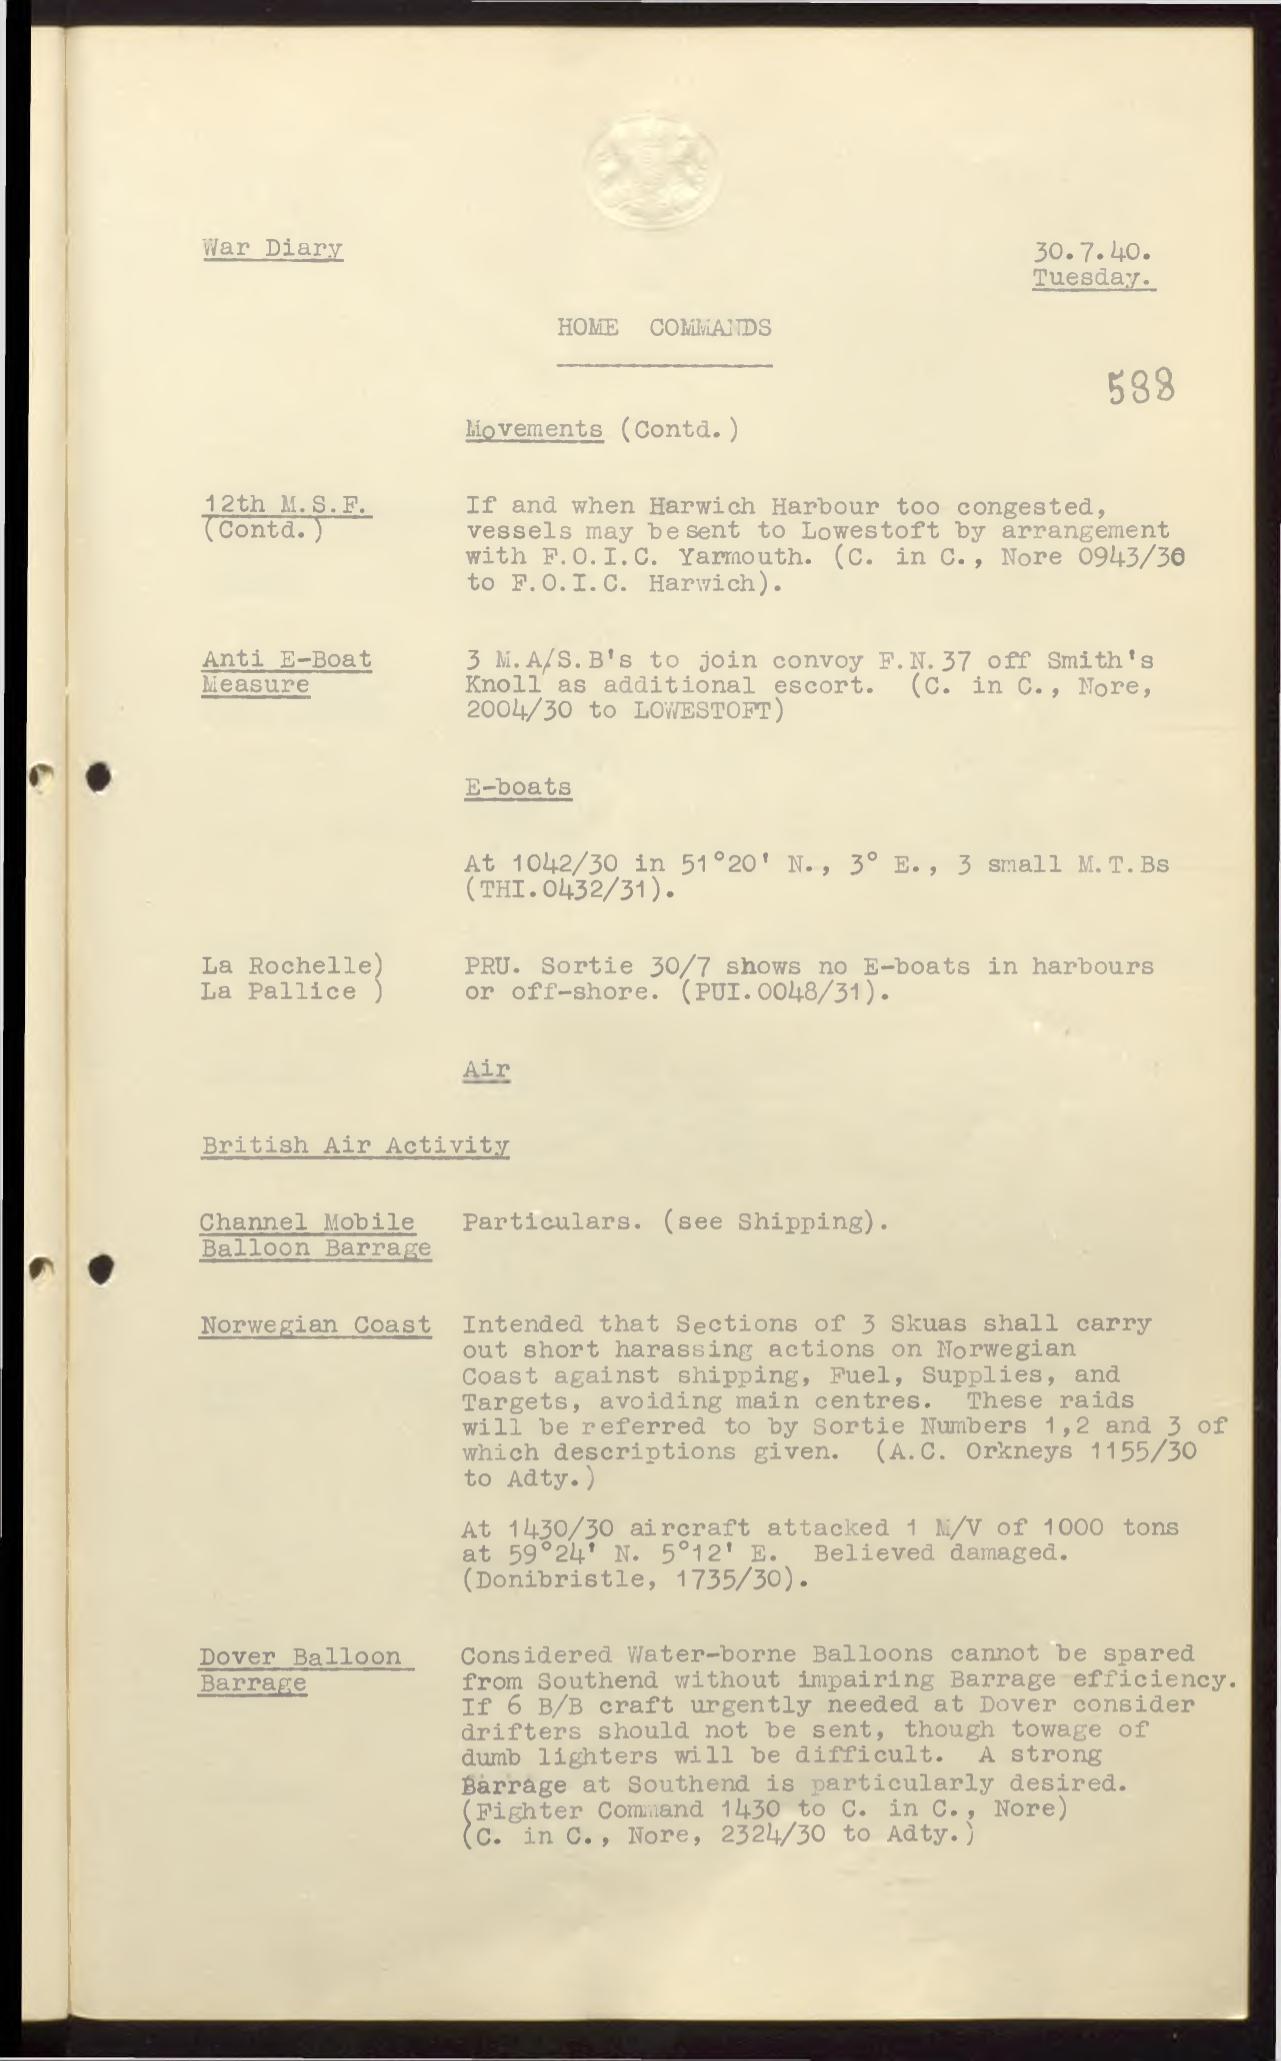 War Diary
30.7.40.
Tuesday.
HOME COMMANDS
588
Movements (Contd.)
12th M.S.F.
(Contd.)
If and when Harwich Harbour too congested,
vessels may be sent to Lowestoft by arrangement
with F.O.I.C. Yarmouth. (C. in C., Nore 0943/30
to F.O.I.C. Harwich).
Anti E-Boat
Measure
3 M.A/S.B's to join convoy F.N.37 off Smith's
Knoll as additional escort. (C. in C., Nore,
2004/30 to LOWESTOFT)
E-boats
At 1042/30 in 51°20' N., 3° E., 3 small M.T.Bs
(THI.0432/31).
La Rochelle)
La Pallice )
PRU. Sortie 30/7 shows no E-boats in harbours
or off-shore. (PUI.0048/31).
Air
British Air Activity
Channel Mobile
Balloon Barrage
Particulars. (see Shipping).
Norwegian Coast
Intended that Sections of 3 Skuas shall carry
out short harassing actions on Norwegian
Coast against shipping, Fuel, Supplies, and
Targets, avoiding main centres. These raids
will be referred to by Sortie Numbers 1,2 and 3 of
which descriptions given. (A.C. Orkneys 1155/30
to Adty.)
At 1430/30 aircraft attacked 1 M/V of 1000 tons
at 59°24' N. 5°12' E. Believed damaged.
(Donibristle, 1735/30).
Dover Balloon
Barrage
Considered Water-borne Balloons cannot be spared
from Southend without impairing Barrage efficiency.
If 6 B/B craft urgently needed at Dover consider
drifters should not be sent, though towage of
dumb lighters will be difficult. A strong
Barrage at Southend is particularly desired.
(Fighter Command 1430 to C. in C., Nore)
(C. in C., Nore, 2324/30 to Adty.)